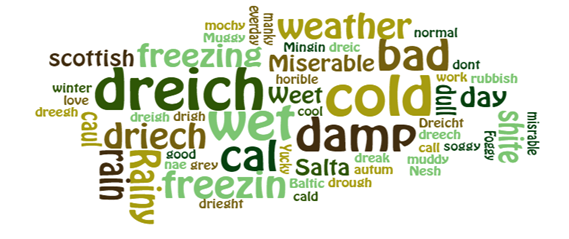 mochy
Muggy
everday
manky
weather
normal
Mingin
dreic
bad
scottish
freezing
Miserable
dont
horrible
work
rubbish
winter
love
dreich
Weet
cold
dull
day
dreegh
caul
dreigh
drigh
wet
cool
damp
Dreicht
dreech
call
soggy
Foggy
shite
misrable
driech
rain
Rainy
good
nae
grey
cal
Yucky
Salta
dreak
autum
muddy
Nesh
freezin
Baltic
drough
cald
drieght